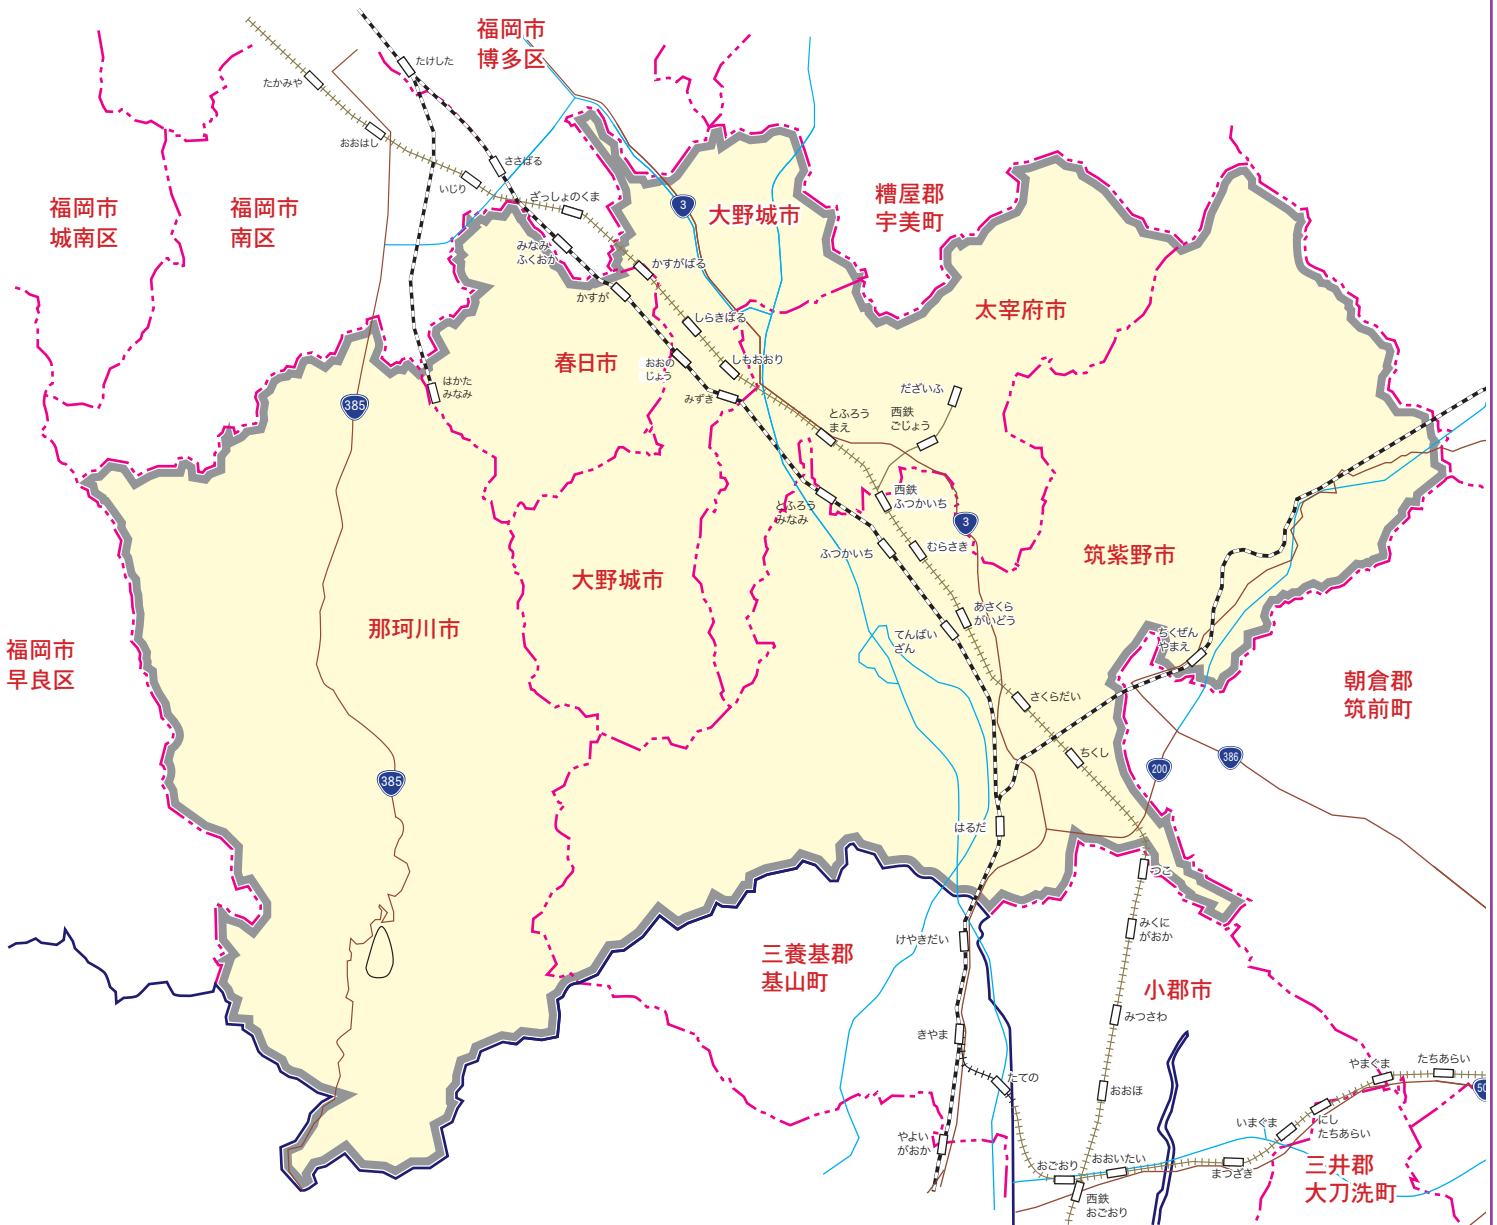 福岡市
博多区
たけした
たかみや
おおはし
ささばる
いじり
ざっしょのくま
3
大野城市
糟屋郡
宇美町
福岡市
城南区
福岡市
南区
みなみ
ふくおか
かすがばる
かすが
しらきばる
太宰府市
春日市
おおの
じょう
しもおおり
はかた
みなみ
みずき
だざいふ
385
とふろう
まえ
西鉄
ごじょう
西鉄
ふつかいち
とふろう
みなみ
3
ふつかいち
むらさき
筑紫野市
大野城市
あさくら
がいどう
那珂川市
てんぱい
ざん
ちくぜん
やまえ
福岡市
早良区
朝倉郡
筑前町
さくらだい
ちくし
386
200
385
はるだ
つこ
けやきだい
みくに
がおか
三養基郡
基山町
小郡市
みつさわ
きやま
たての
おおほ
やまぐま
たちあらい
50
にし
たちあらい
いまぐま
やよい
がおか
おごおり
おおいたい
まつざき
三井郡
大刀洗町
西鉄
おごおり